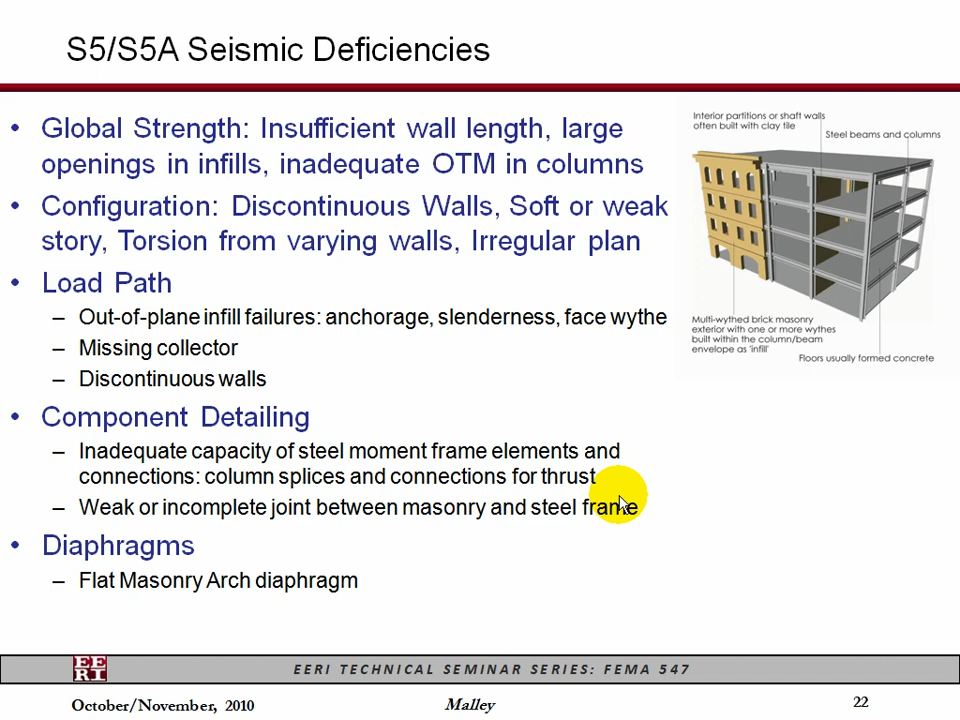 S5/S5A Seismic Deficiencies
• Global Strength: Insufficient wall length, large
openings in infills, inadequate OTM in columns
• Configuration: Discontinuous Walls, Soft or weak
story, Torsion from varying walls, Irregular plan
• Load Path
– Out-of-plane infill failures: anchorage, slenderness, face wythe
– Missing collector
– Discontinuous walls
• Component Detailing
– Inadequate capacity of steel moment frame elements and
connections: column splices and connections for thrust
– Weak or incomplete joint between masonry and steel frame
• Diaphragms
– Flat Masonry Arch diaphragm
Interior partitions or shaft walls
often built with clay tile
Steel beams and columns
Multi-wythed brick masonry
exterior with one or more wythes
built within the column/beam
envelope as 'infill'
Floors usually formed concrete
EERI
EERI TECHNICAL SEMINAR SERIES: FEMA 547
October/November, 2010
Malley
22